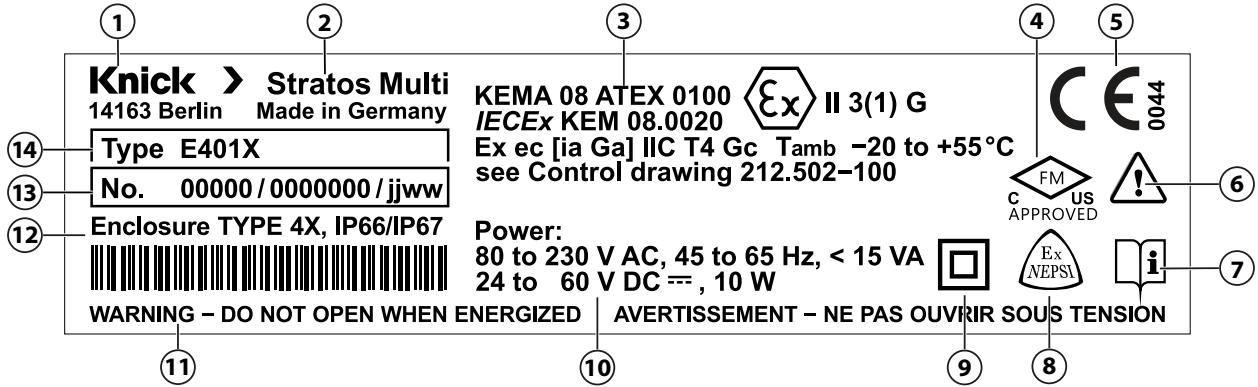 1 2 3 4 5
Knick > Stratos Multi
14163 Berlin Made in Germany
14 Type E401X
13 No. 00000 / 0000000 / jjww
12 Enclosure TYPE 4X, IP66/IP67
KEMA 08 ATEX 0100 Ex II 3(1) G
IECEx KEM 08.0020
Ex ec [ia Ga] IIC T4 Gc Tamb −20 to +55°C
see Control drawing 212.502−100
Power:
80 to 230 V AC, 45 to 65 Hz, < 15 VA
24 to 60 V DC ⎓ , 10 W
CE 0044
FM
C US
APPROVED
! 6
Ex
NEPSI
i 7
WARNING − DO NOT OPEN WHEN ENERGIZED AVERTISSEMENT − NE PAS OUVRIR SOUS TENSION
11 10 9 8